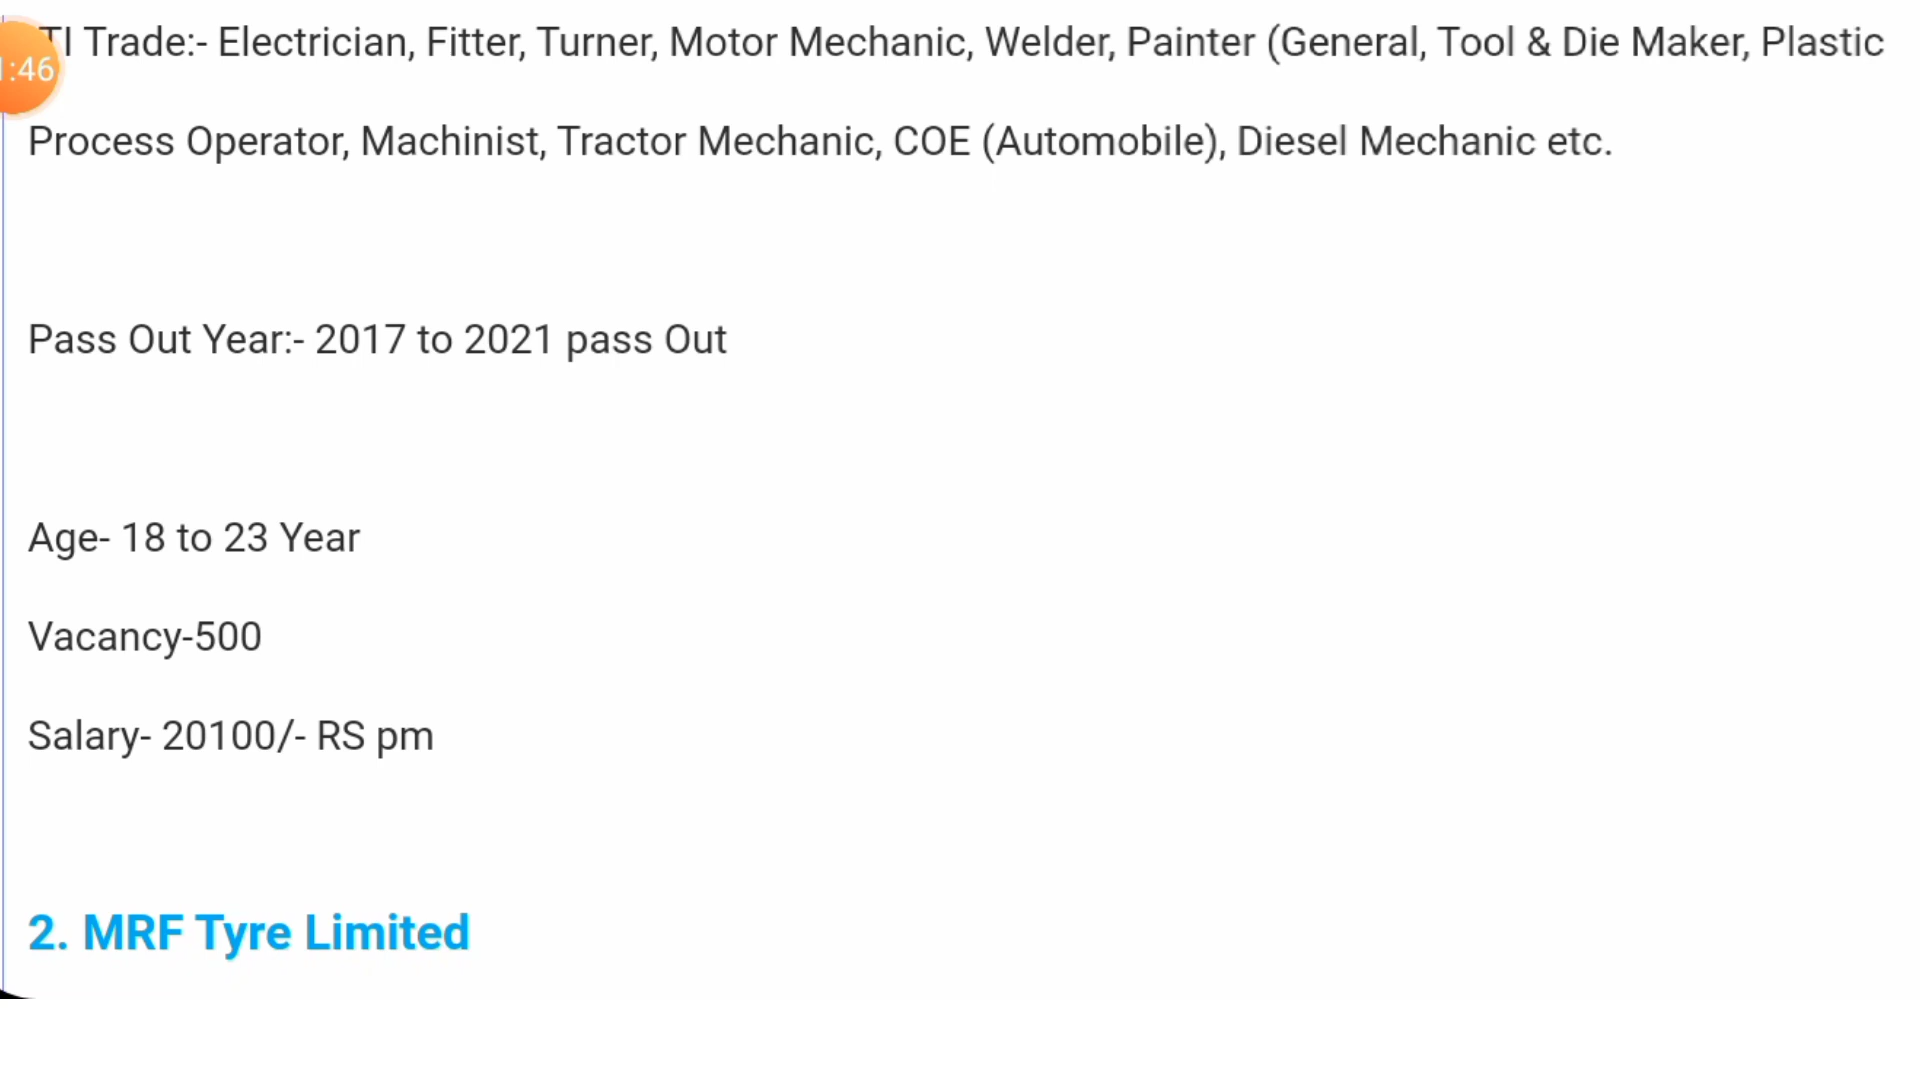 TI Trade:- Electrician, Fitter, Turner, Motor Mechanic, Welder, Painter (General, Tool & Die Maker, Plastic
:46
Process Operator, Machinist, Tractor Mechanic, COE (Automobile), Diesel Mechanic etc.
Pass Out Year:- 2017 to 2021 pass Out
Age- 18 to 23 Year
Vacancy-500
Salary- 20100/- RS pm
2. MRF Tyre Limited